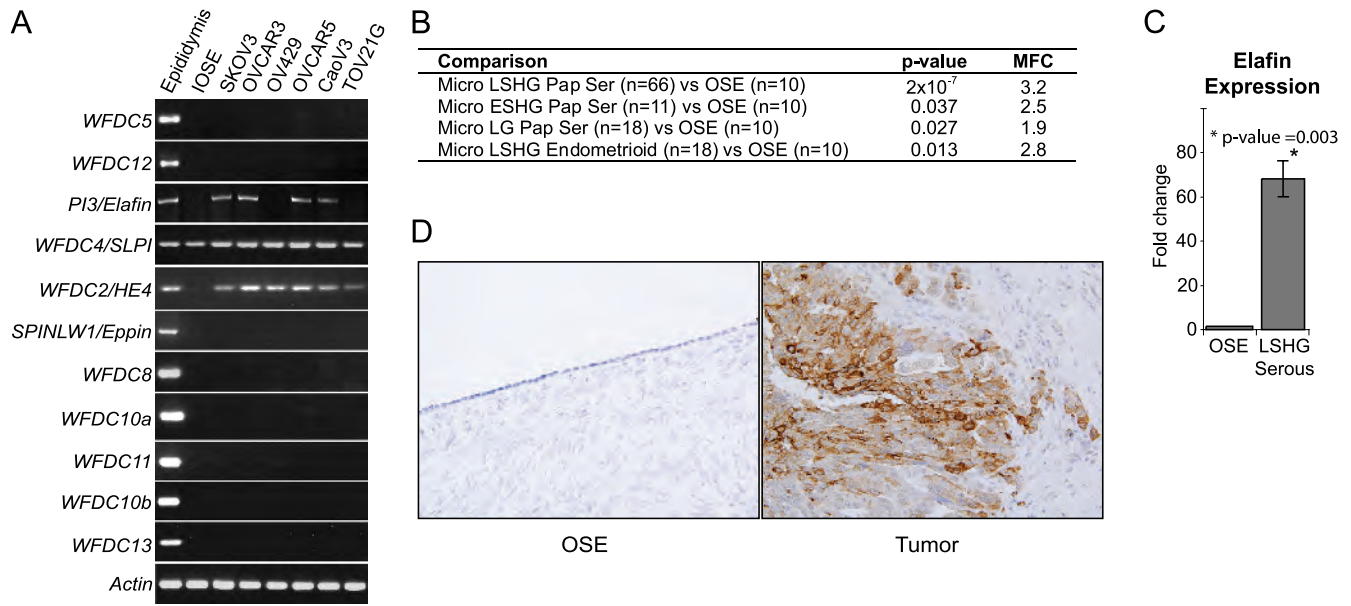 A
Epididymis
IOSE
SKOV3
OVCAR3
OV429
OVCAR5
CaoV3
TOV21G
WFDC5
WFDC12
PI3/Elafin
WFDC4/SLPI
WFDC2/HE4
SPINLW1/Eppin
WFDC8
WFDC10a
WFDC11
WFDC10b
WFDC13
Actin
B
Comparison p-value MFC
Micro LSHG Pap Ser (n=66) vs OSE (n=10) 2x10⁻⁷ 3.2
Micro ESHG Pap Ser (n=11) vs OSE (n=10) 0.037 2.5
Micro LG Pap Ser (n=18) vs OSE (n=10) 0.027 1.9
Micro LSHG Endometrioid (n=18) vs OSE (n=10) 0.013 2.8
C
Elafin
Expression
* p-value =0.003
*
Fold change
80
60
40
20
0
OSE LSHG
Serous
D
OSE
Tumor